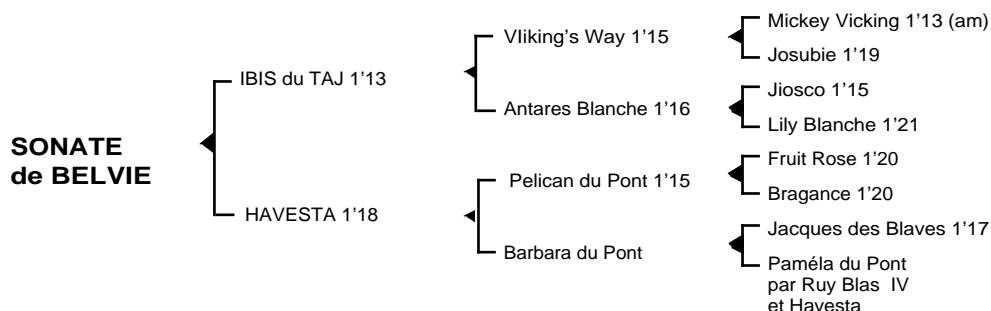 SONATE
de BELVIE
IBIS du TAJ 1’13
HAVESTA 1’18
VIiking’s Way 1’15
Antares Blanche 1’16
Pelican du Pont 1’15
Barbara du Pont
Mickey Vicking 1’13 (am)
Josubie 1’19
Jiosco 1’15
Lily Blanche 1’21
Fruit Rose 1’20
Bragance 1’20
Jacques des Blaves 1’17
Paméla du Pont
par Ruy Blas IV
et Havesta